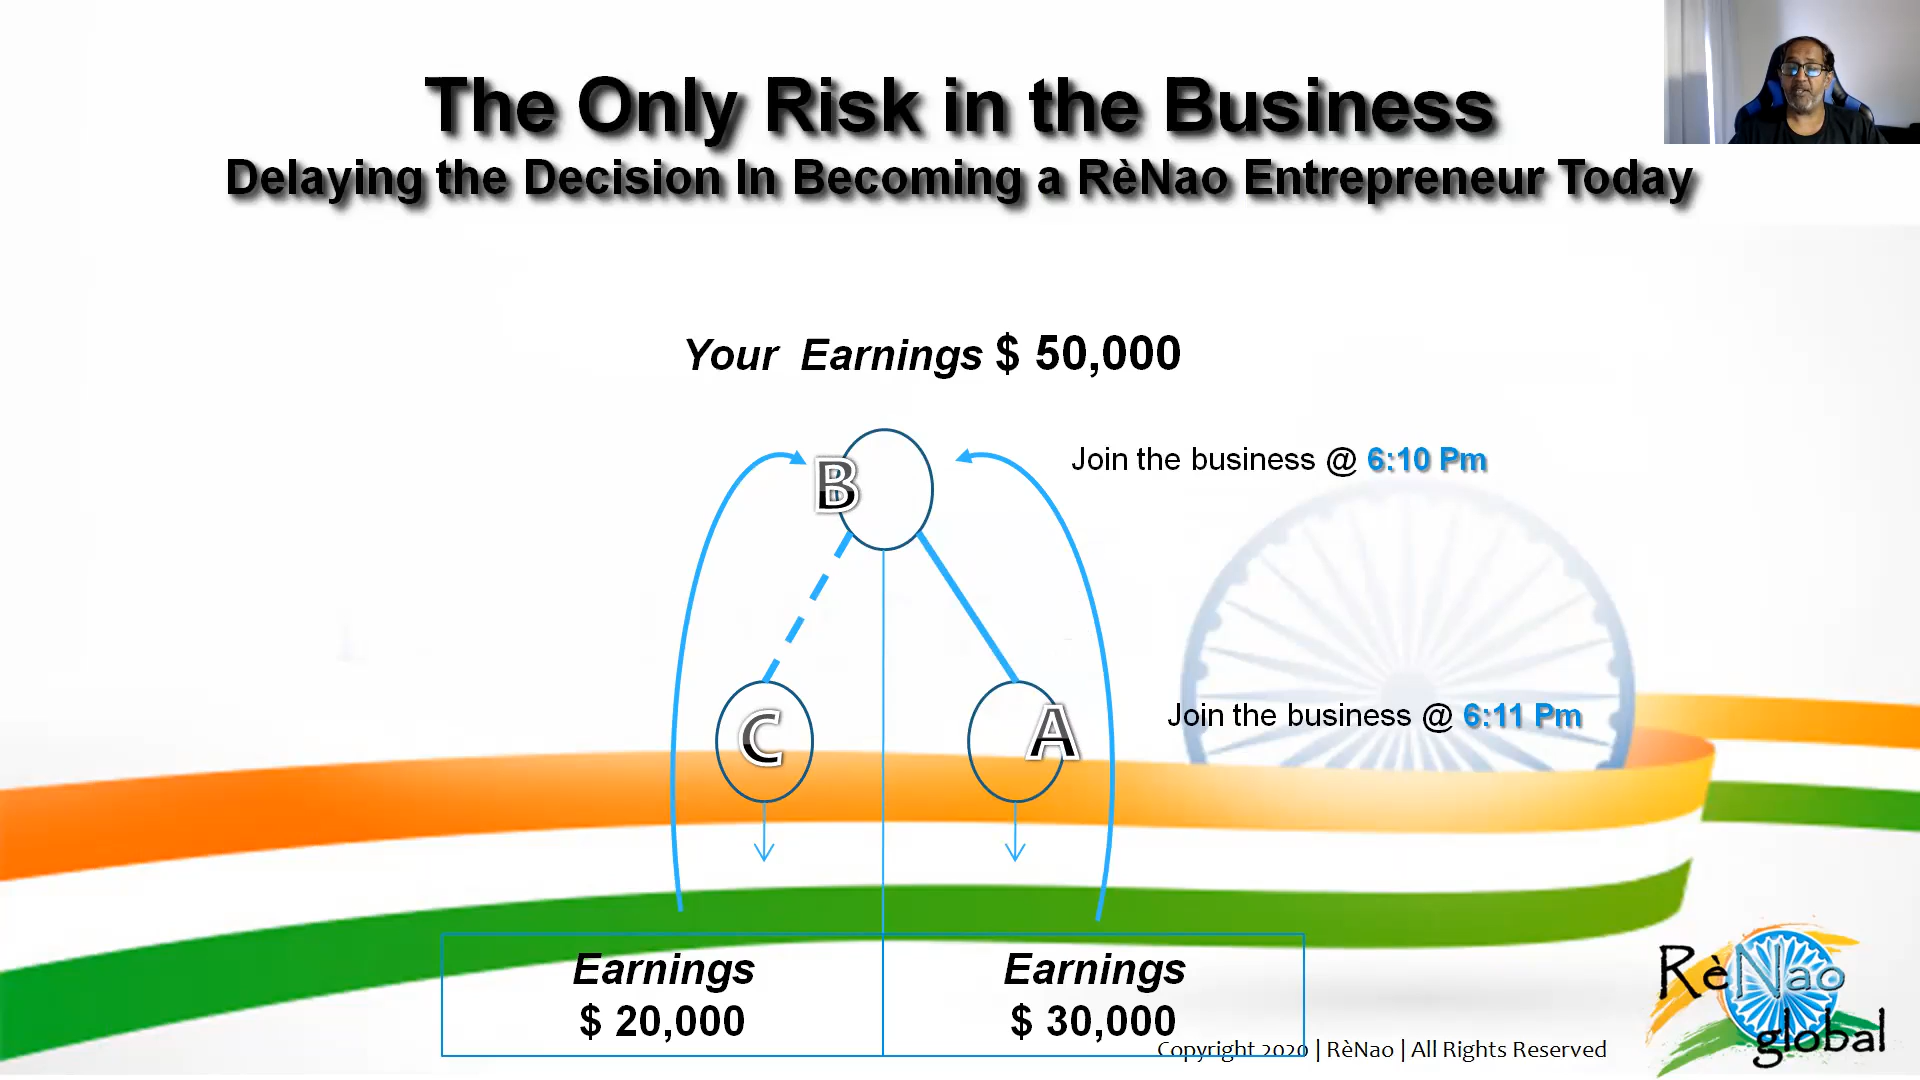 The Only Risk in the Business
Delaying the Decision In Becoming a RèNao Entrepreneur Today
Your Earnings $ 50,000
Join the business @ 6:10 Pm
B
Join the business @ 6:11 Pm
C
A
Earnings
$ 20,000
Earnings
$ 30,000
RèNao
global
Copyright 2020 | RèNao | All Rights Reserved